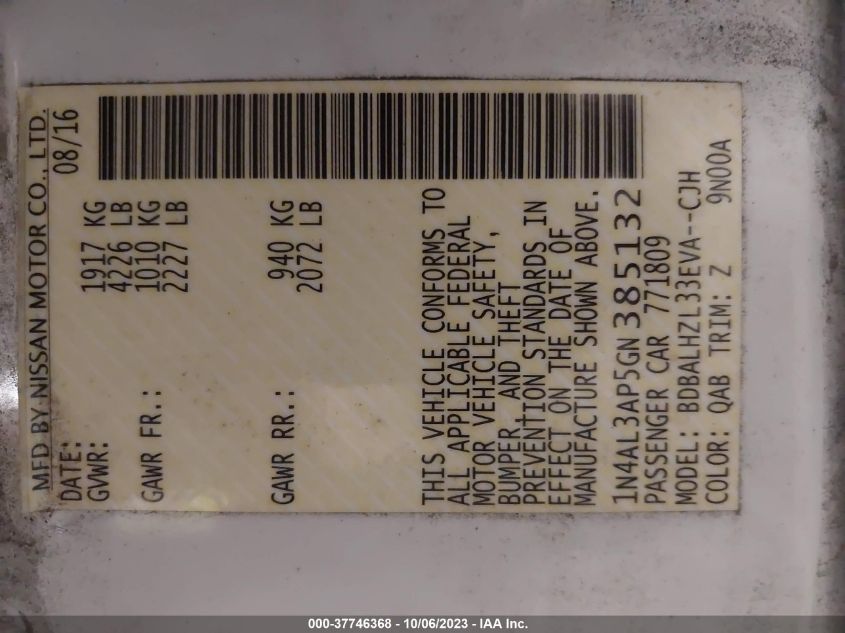 MFD BY NISSAN MOTOR CO., LTD.
DATE: 08/16
GVWR: 1917 KG
4226 LB
GAWR FR.: 1010 KG
2227 LB
GAWR RR.: 940 KG
2072 LB
THIS VEHICLE CONFORMS TO
ALL APPLICABLE FEDERAL
MOTOR VEHICLE SAFETY,
BUMPER, AND THEFT
PREVENTION STANDARDS IN
EFFECT ON THE DATE OF
MANUFACTURE SHOWN ABOVE.
1N4AL3AP5GN385132
PASSENGER CAR 771809
MODEL: BDBALHZL33EVA--CJH
COLOR: QAB TRIM: Z 9N00A
000-37746368 - 10/06/2023 - IAA Inc.